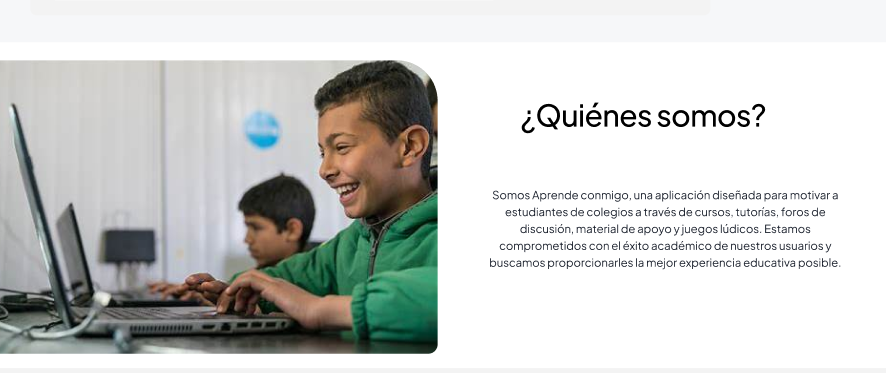 ¿Quiénes somos?
Somos Aprende conmigo, una aplicación diseñada para motivar a
estudiantes de colegios a través de cursos, tutorías, foros de
discusión, material de apoyo y juegos lúdicos. Estamos
comprometidos con el éxito académico de nuestros usuarios y
buscamos proporcionarles la mejor experiencia educativa posible.